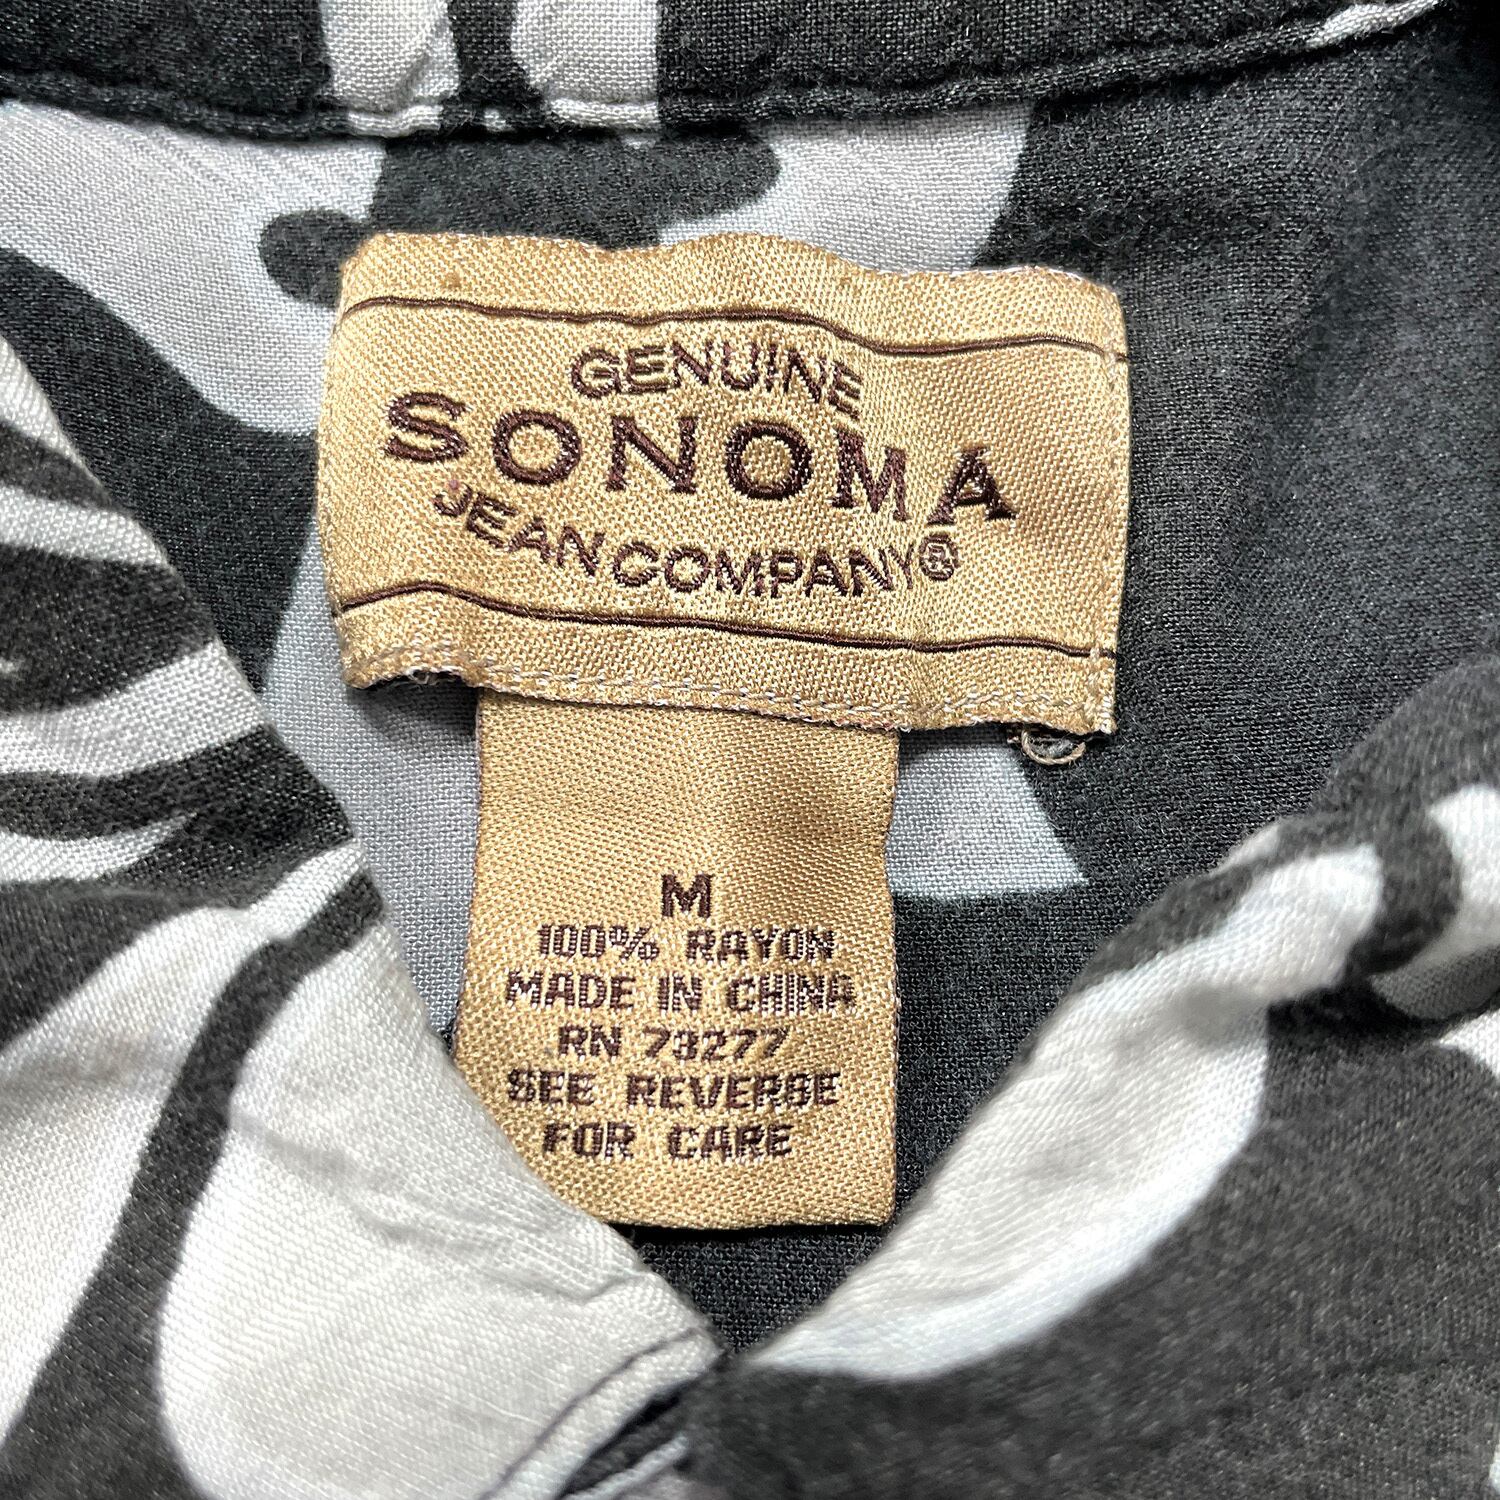 GENUINE
SONOMA
JEAN COMPANY®
M
100% RAYON
MADE IN CHINA
RN 73277
SEE REVERSE
FOR CARE